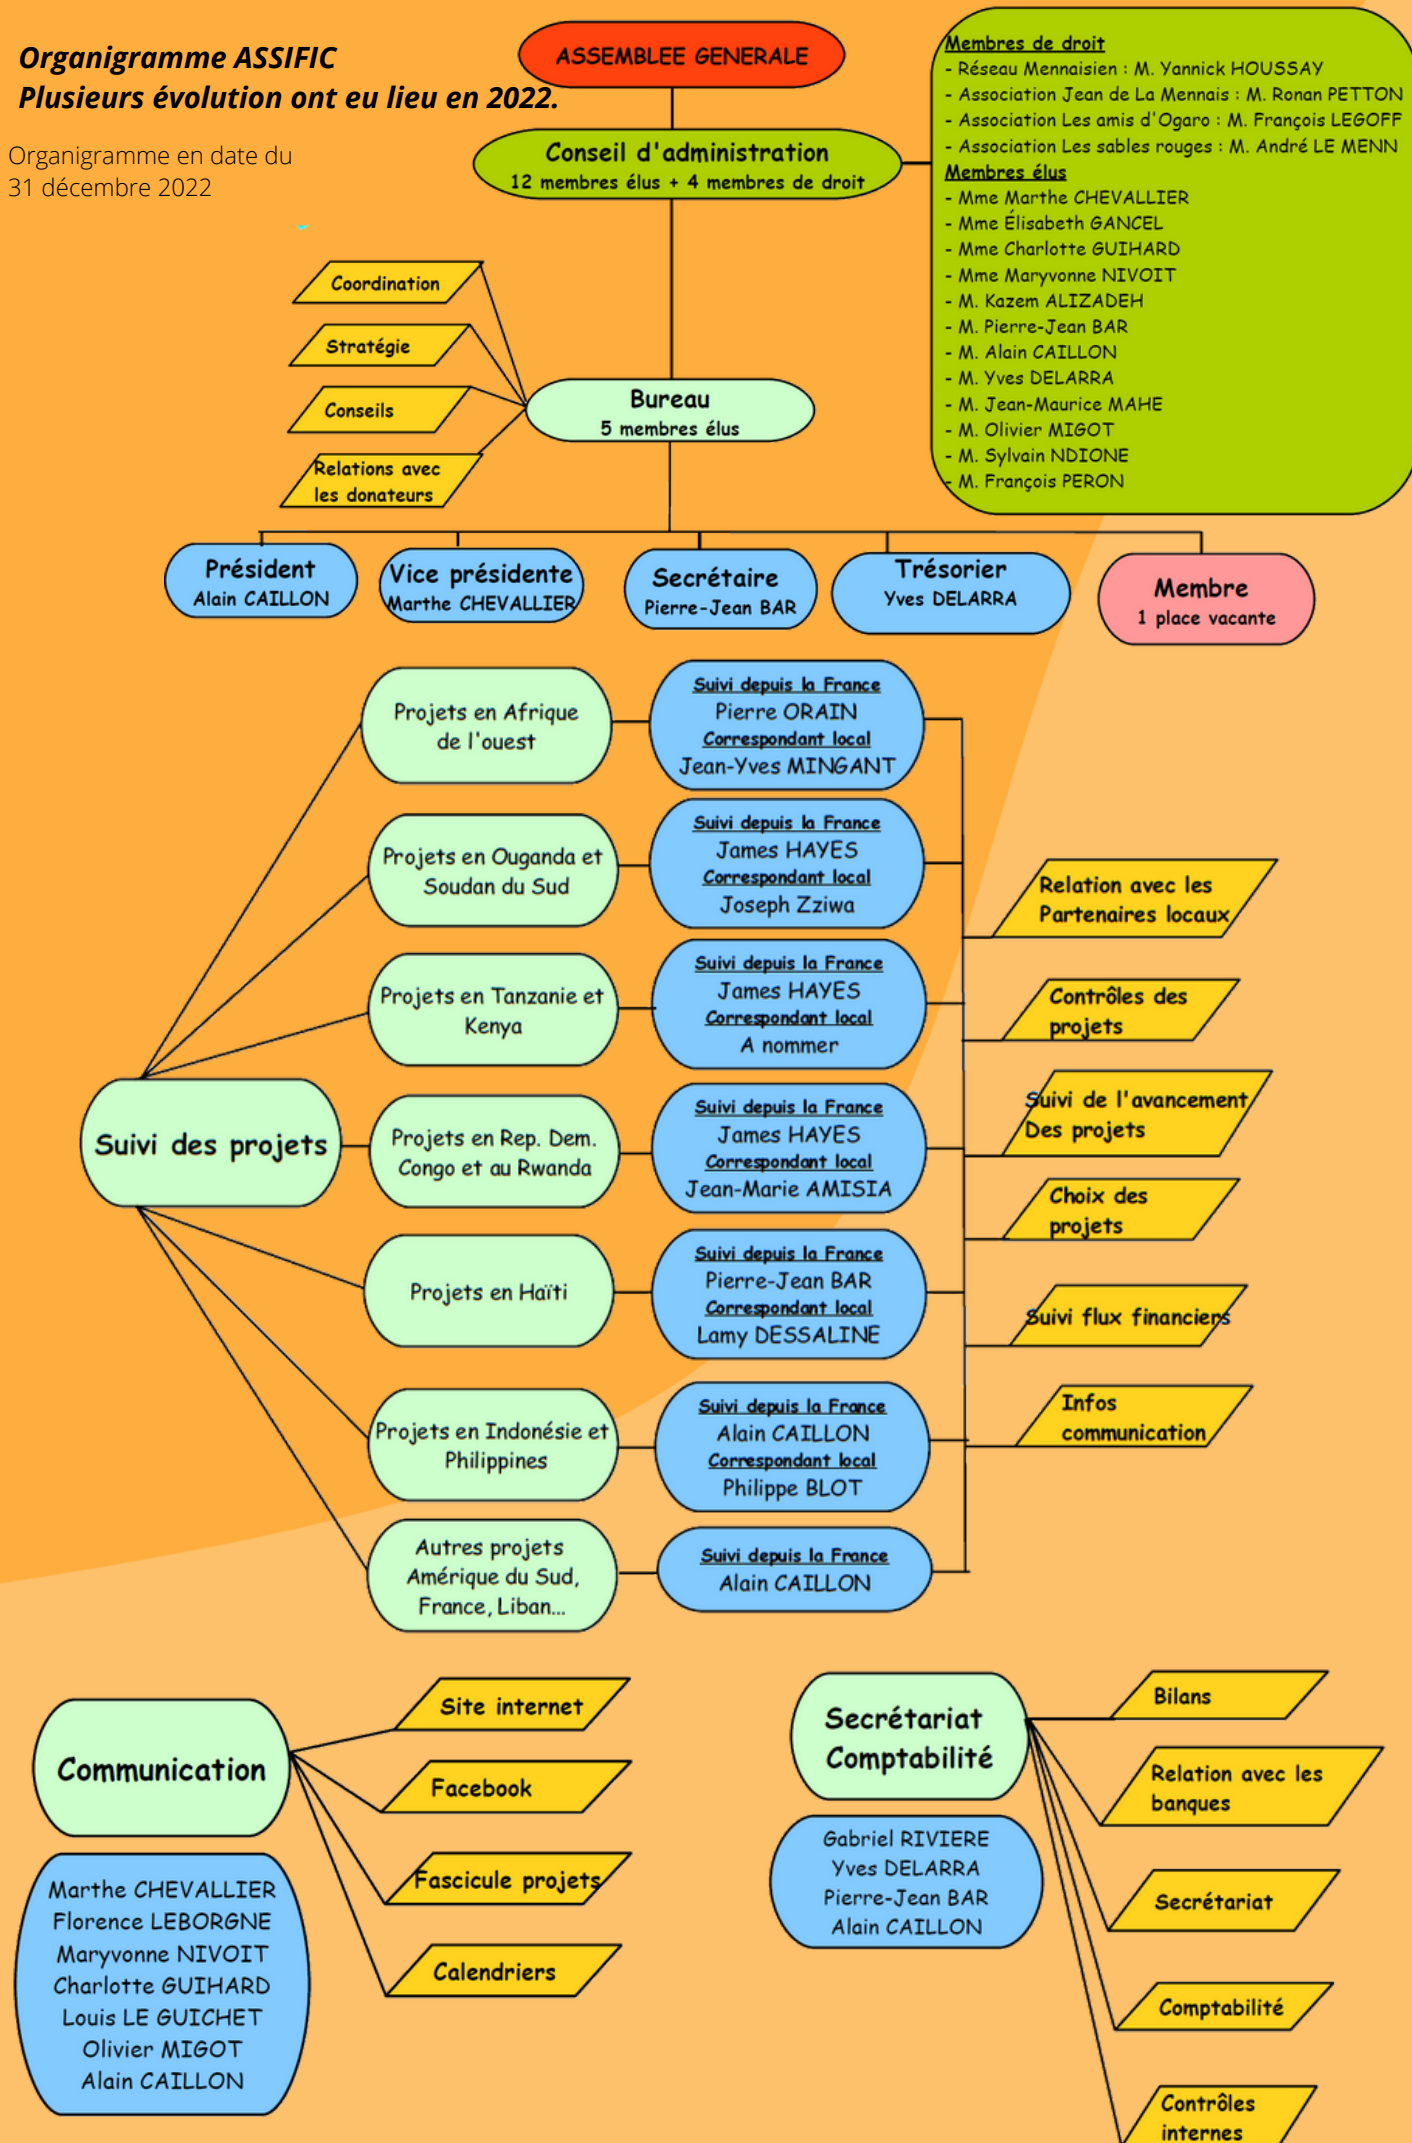 Organigramme ASSIFIC
Plusieurs évolution ont eu lieu en 2022.
Organigramme en date du
31 décembre 2022
ASSEMBLEE GENERALE
Conseil d'administration
12 membres élus + 4 membres de droit
Membres de droit
- Réseau Mennaisien : M. Yannick HOUSSAY
- Association Jean de La Mennais : M. Ronan PETTON
- Association Les amis d'Ogaro : M. François LEGOFF
- Association Les sables rouges : M. André LE MENN
Membres élus
- Mme Marthe CHEVALLIER
- Mme Élisabeth GANCEL
- Mme Charlotte GUIHARD
- Mme Maryvonne NIVOIT
- M. Kazem ALIZADEH
- M. Pierre-Jean BAR
- M. Alain CAILLON
- M. Yves DELARRA
- M. Jean-Maurice MAHE
- M. Olivier MIGOT
- M. Sylvain NDIONE
- M. François PERON
Coordination
Stratégie
Conseils
Relations avec
les donateurs
Bureau
5 membres élus
Président
Alain CAILLON
Vice présidente
Marthe CHEVALLIER
Secrétaire
Pierre-Jean BAR
Trésorier
Yves DELARRA
Membre
1 place vacante
Suivi des projets
Projets en Afrique
de l'ouest
Suivi depuis la France
Pierre ORAIN
Correspondant local
Jean-Yves MINGANT
Projets en Ouganda et
Soudan du Sud
Suivi depuis la France
James HAYES
Correspondant local
Joseph Zziwa
Projets en Tanzanie et
Kenya
Suivi depuis la France
James HAYES
Correspondant local
A nommer
Projets en Rep. Dem.
Congo et au Rwanda
Suivi depuis la France
James HAYES
Correspondant local
Jean-Marie AMISIA
Projets en Haïti
Suivi depuis la France
Pierre-Jean BAR
Correspondant local
Lamy DESSALINE
Projets en Indonésie et
Philippines
Suivi depuis la France
Alain CAILLON
Correspondant local
Philippe BLOT
Autres projets
Amérique du Sud,
France, Liban...
Suivi depuis la France
Alain CAILLON
Relation avec les
Partenaires locaux
Contrôles des
projets
Suivi de l'avancement
Des projets
Choix des
projets
Suivi flux financiers
Infos
communication
Communication
Marthe CHEVALLIER
Florence LEBORGNE
Maryvonne NIVOIT
Charlotte GUIHARD
Louis LE GUICHET
Olivier MIGOT
Alain CAILLON
Site internet
Facebook
Fascicule projets
Calendriers
Secrétariat
Comptabilité
Gabriel RIVIERE
Yves DELARRA
Pierre-Jean BAR
Alain CAILLON
Bilans
Relation avec les
banques
Secrétariat
Comptabilité
Contrôles
internes